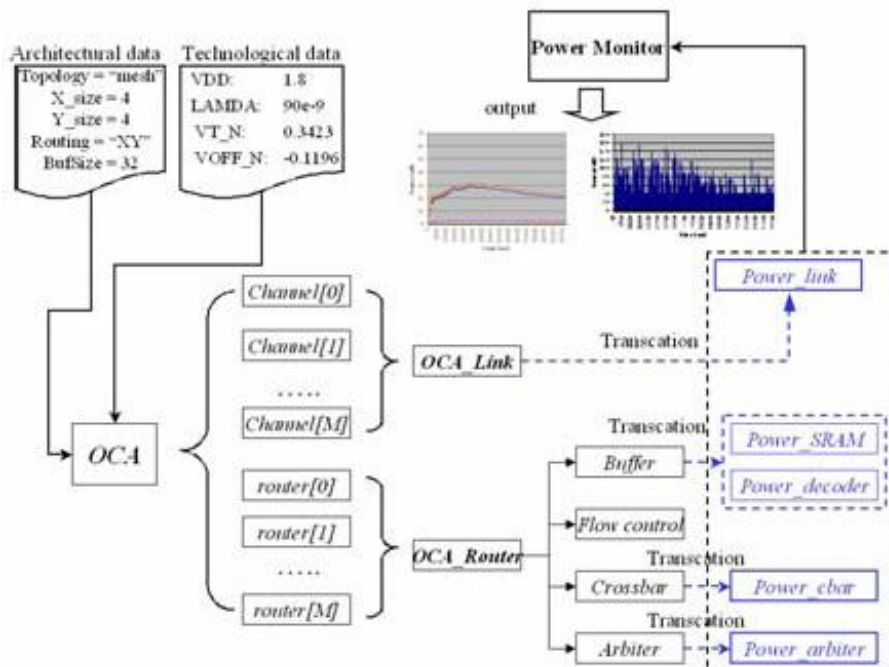 Architectural data
Topology = “mesh”
X_size = 4
Y_size = 4
Routing = “XY”
BufSize = 32
Technological data
VDD: 1.8
LAMDA: 90e-9
VT_N: 0.3423
VOFF_N: -0.1196
Power Monitor
output
OCA
Channel[0]
Channel[1]
.....
Channel[M]
router[0]
router[1]
.....
router[M]
OCA_Link
OCA_Router
Transcation
Power_link
Buffer
Flow control
Crossbar
Arbiter
Transcation
Power_SRAM
Power_decoder
Transcation
Power_cbar
Transcation
Power_arbiter